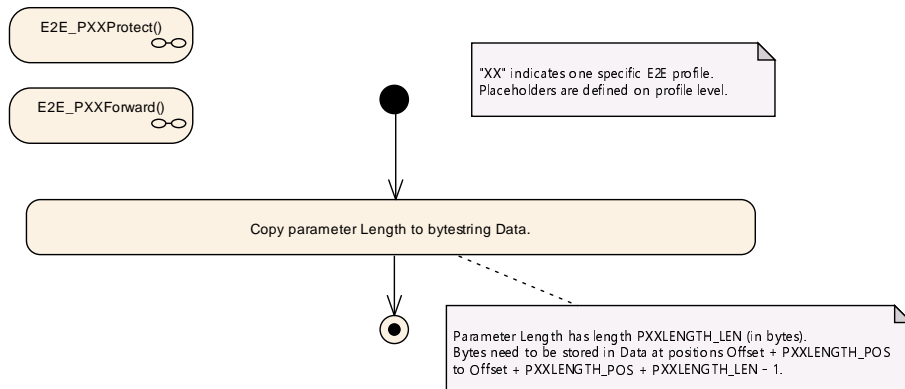 E2E_PXXProtect()
E2E_PXXForward()
"XX" indicates one specific E2E profile.
Placeholders are defined on profile level.
Copy parameter Length to bytestring Data.
Parameter Length has length PXXLENGTH_LEN (in bytes).
Bytes need to be stored in Data at positions Offset + PXXLENGTH_POS
to Offset + PXXLENGTH_POS + PXXLENGTH_LEN - 1.